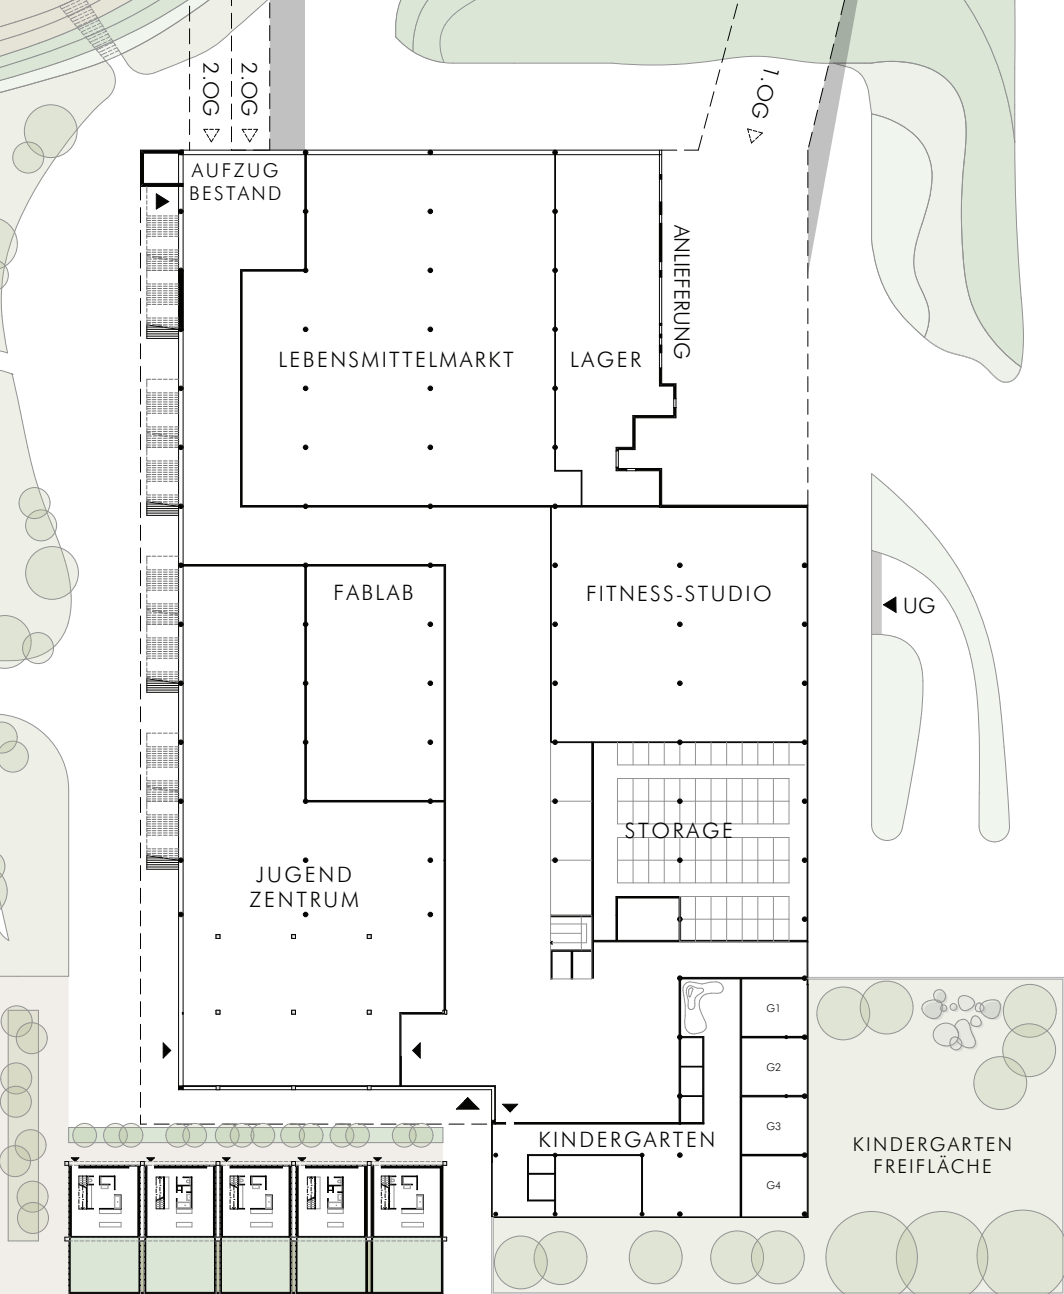 2.OG
2.OG
1.OG
AUFZUG
BESTAND
ANLIEFERUNG
LEBENSMITTELMARKT
LAGER
FABLAB
FITNESS-STUDIO
UG
STORAGE
JUGEND
ZENTRUM
G1
G2
G3
G4
KINDERGARTEN
KINDERGARTEN
FREIFLÄCHE